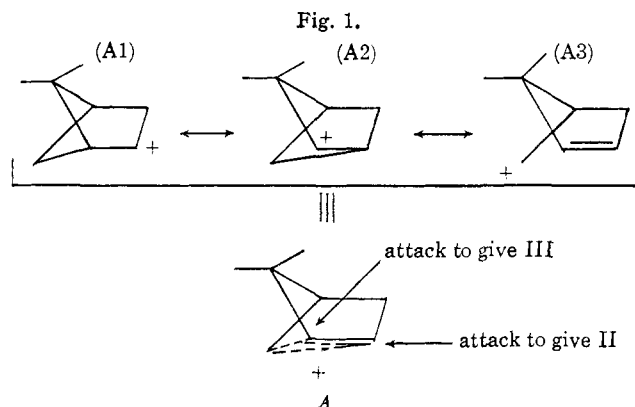 Fig. 1.
(A1) (A2) (A3)
+ + +
attack to give III
attack to give II
+
A